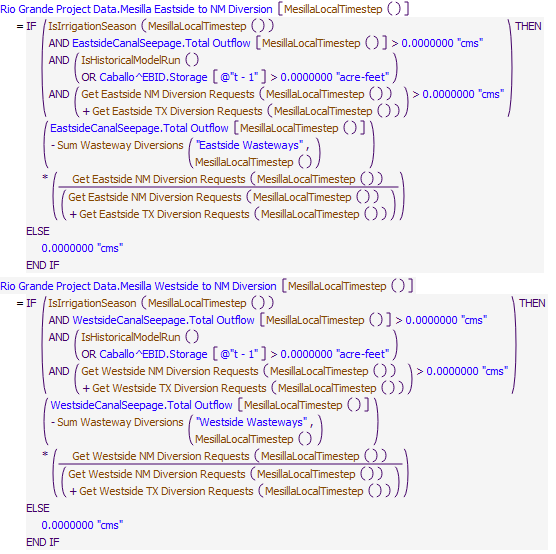 Rio Grande Project Data.Mesilla Eastside to NM Diversion [MesillaLocalTimestep ( )]
= IF (IsIrrigationSeason (MesillaLocalTimestep ( )) THEN
AND EastsideCanalSeepage.Total Outflow [MesillaLocalTimestep ( )] > 0.0000000 "cms"
AND (IsHistoricalModelRun ( )
OR Caballo^EBID.Storage [@"t - 1"] > 0.0000000 "acre-feet")
AND (Get Eastside NM Diversion Requests (MesillaLocalTimestep ( )) > 0.0000000 "cms"
+ Get Eastside TX Diversion Requests (MesillaLocalTimestep ( ))))
(EastsideCanalSeepage.Total Outflow [MesillaLocalTimestep ( )]
- Sum Wasteway Diversions ("Eastside Wasteways" ,
MesillaLocalTimestep ( )))
* (Get Eastside NM Diversion Requests (MesillaLocalTimestep ( ))
(Get Eastside NM Diversion Requests (MesillaLocalTimestep ( ))
+ Get Eastside TX Diversion Requests (MesillaLocalTimestep ( ))))
ELSE
0.0000000 "cms"
END IF
Rio Grande Project Data.Mesilla Westside to NM Diversion [MesillaLocalTimestep ( )]
= IF (IsIrrigationSeason (MesillaLocalTimestep ( )) THEN
AND WestsideCanalSeepage.Total Outflow [MesillaLocalTimestep ( )] > 0.0000000 "cms"
AND (IsHistoricalModelRun ( )
OR Caballo^EBID.Storage [@"t - 1"] > 0.0000000 "acre-feet")
AND (Get Westside NM Diversion Requests (MesillaLocalTimestep ( )) > 0.0000000 "cms"
+ Get Westside TX Diversion Requests (MesillaLocalTimestep ( ))))
(WestsideCanalSeepage.Total Outflow [MesillaLocalTimestep ( )]
- Sum Wasteway Diversions ("Westside Wasteways" ,
MesillaLocalTimestep ( )))
* (Get Westside NM Diversion Requests (MesillaLocalTimestep ( ))
(Get Westside NM Diversion Requests (MesillaLocalTimestep ( ))
+ Get Westside TX Diversion Requests (MesillaLocalTimestep ( ))))
ELSE
0.0000000 "cms"
END IF